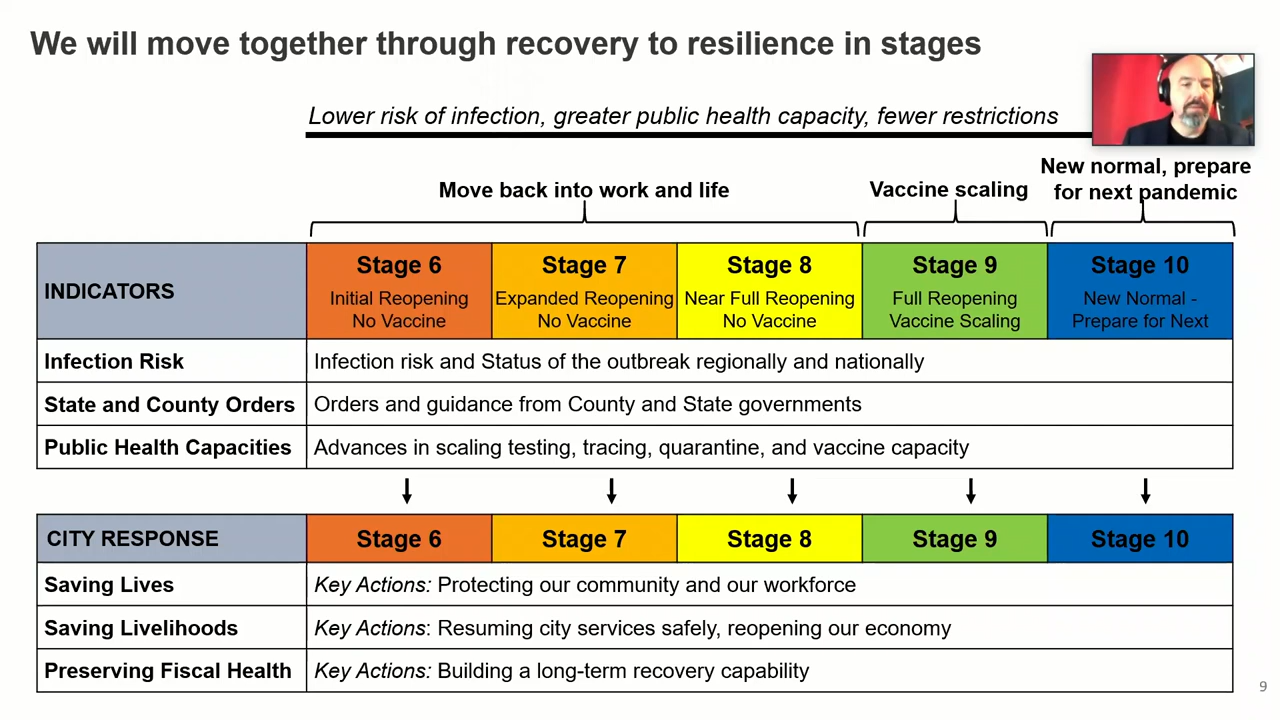 We will move together through recovery to resilience in stages
Lower risk of infection, greater public health capacity, fewer restrictions
Move back into work and life
Vaccine scaling
New normal, prepare
for next pandemic
INDICATORS
Stage 6
Initial Reopening
No Vaccine
Stage 7
Expanded Reopening
No Vaccine
Stage 8
Near Full Reopening
No Vaccine
Stage 9
Full Reopening
Vaccine Scaling
Stage 10
New Normal -
Prepare for Next
Infection Risk
Infection risk and Status of the outbreak regionally and nationally
State and County Orders
Orders and guidance from County and State governments
Public Health Capacities
Advances in scaling testing, tracing, quarantine, and vaccine capacity
CITY RESPONSE
Stage 6
Stage 7
Stage 8
Stage 9
Stage 10
Saving Lives
Key Actions: Protecting our community and our workforce
Saving Livelihoods
Key Actions: Resuming city services safely, reopening our economy
Preserving Fiscal Health
Key Actions: Building a long-term recovery capability
9